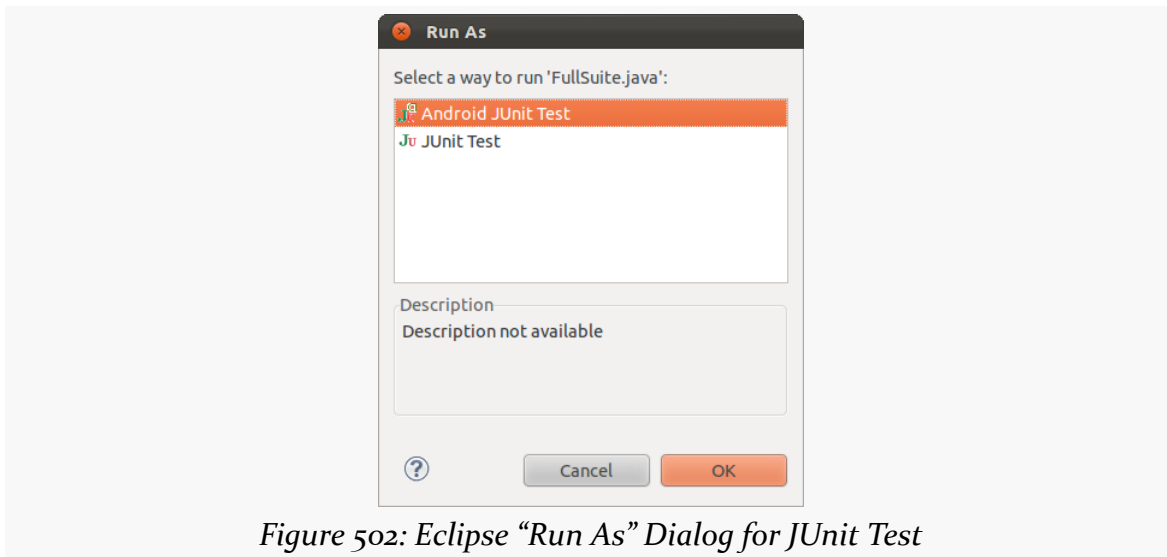 Run As
Select a way to run 'FullSuite.java':
Android JUnit Test
JUnit Test
Description
Description not available
Cancel
OK
Figure 502: Eclipse “Run As” Dialog for JUnit Test